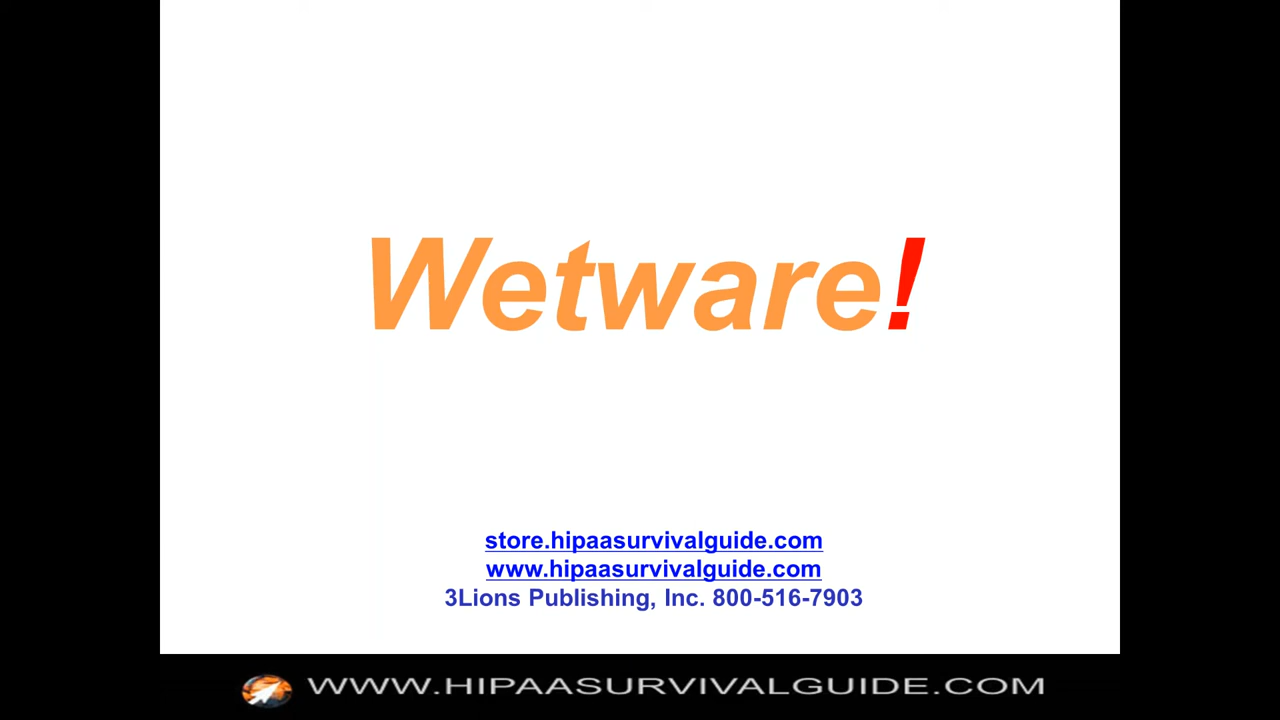 Wetware!
store.hipaasurvivalguide.com
www.hipaasurvivalguide.com
3Lions Publishing, Inc. 800-516-7903
WWW.HIPAASURVIVALGUIDE.COM